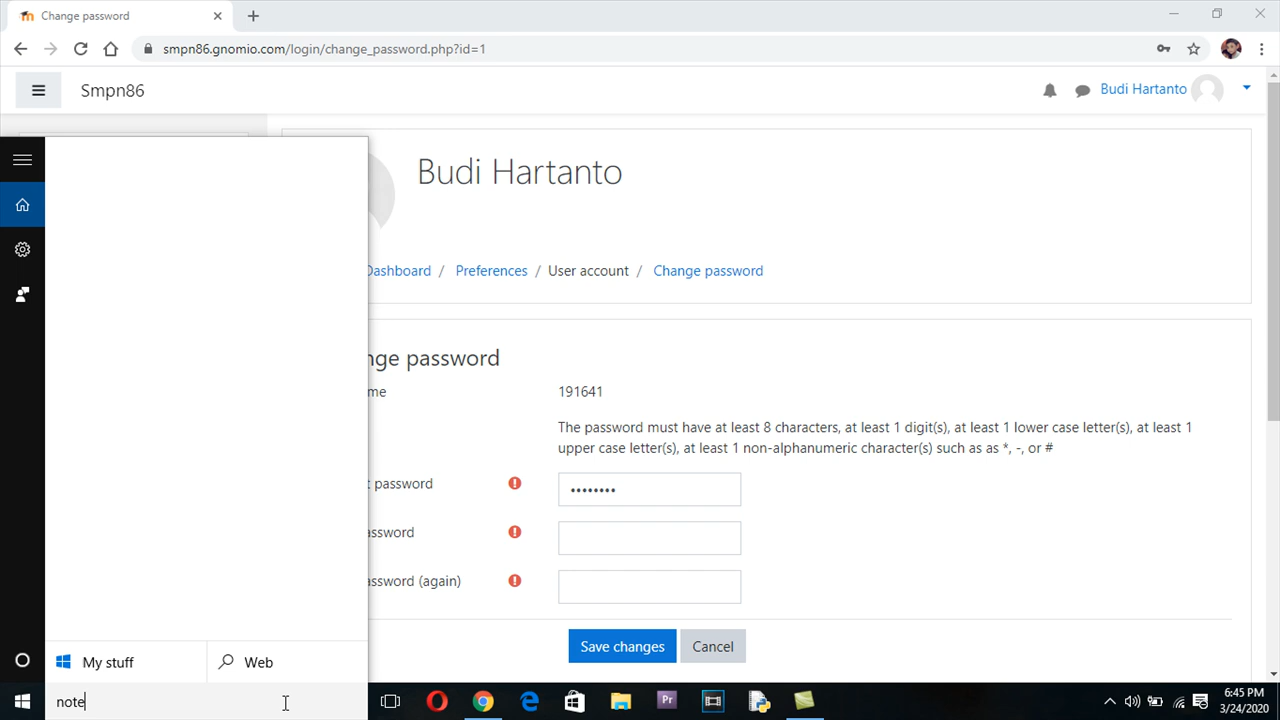 Change password
smpn86.gnomio.com/login/change_password.php?id=1
Smpn86
Budi Hartanto
Budi Hartanto
Dashboard / Preferences / User account / Change password
nge password
me
191641
The password must have at least 8 characters, at least 1 digit(s), at least 1 lower case letter(s), at least 1
upper case letter(s), at least 1 non-alphanumeric character(s) such as as *, -, or #
t password
••••••••
assword
assword (again)
Save changes
Cancel
My stuff
Web
note
Pr
6:45 PM
3/24/2020